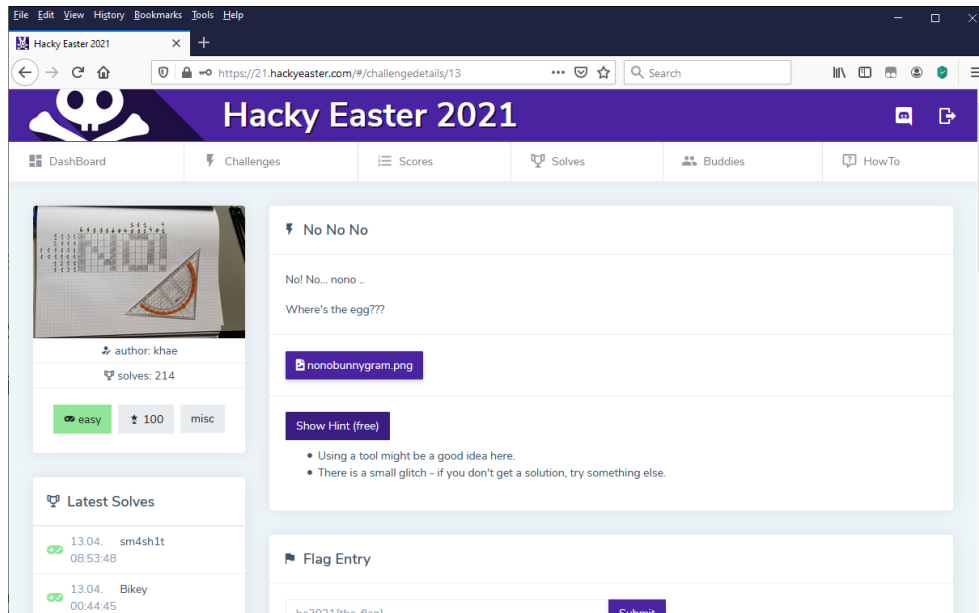 File Edit View History Bookmarks Tools Help
Hacky Easter 2021
https://21.hackyeaster.com/#/challengedetails/13
Search
Hacky Easter 2021
DashBoard Challenges Scores Solves Buddies HowTo
No No No
No! No... nono ..
Where's the egg???
NO!
author: khae
nonobunnygram.png
solves: 214
easy 100 misc
Show Hint (free)
Using a tool might be a good idea here.
There is a small glitch - if you don't get a solution, try something else.
Latest Solves
13.04. sm4sh1t
08:53:48
13.04. Bikey
00:44:45
Flag Entry
he2021{the_flag}
Submit